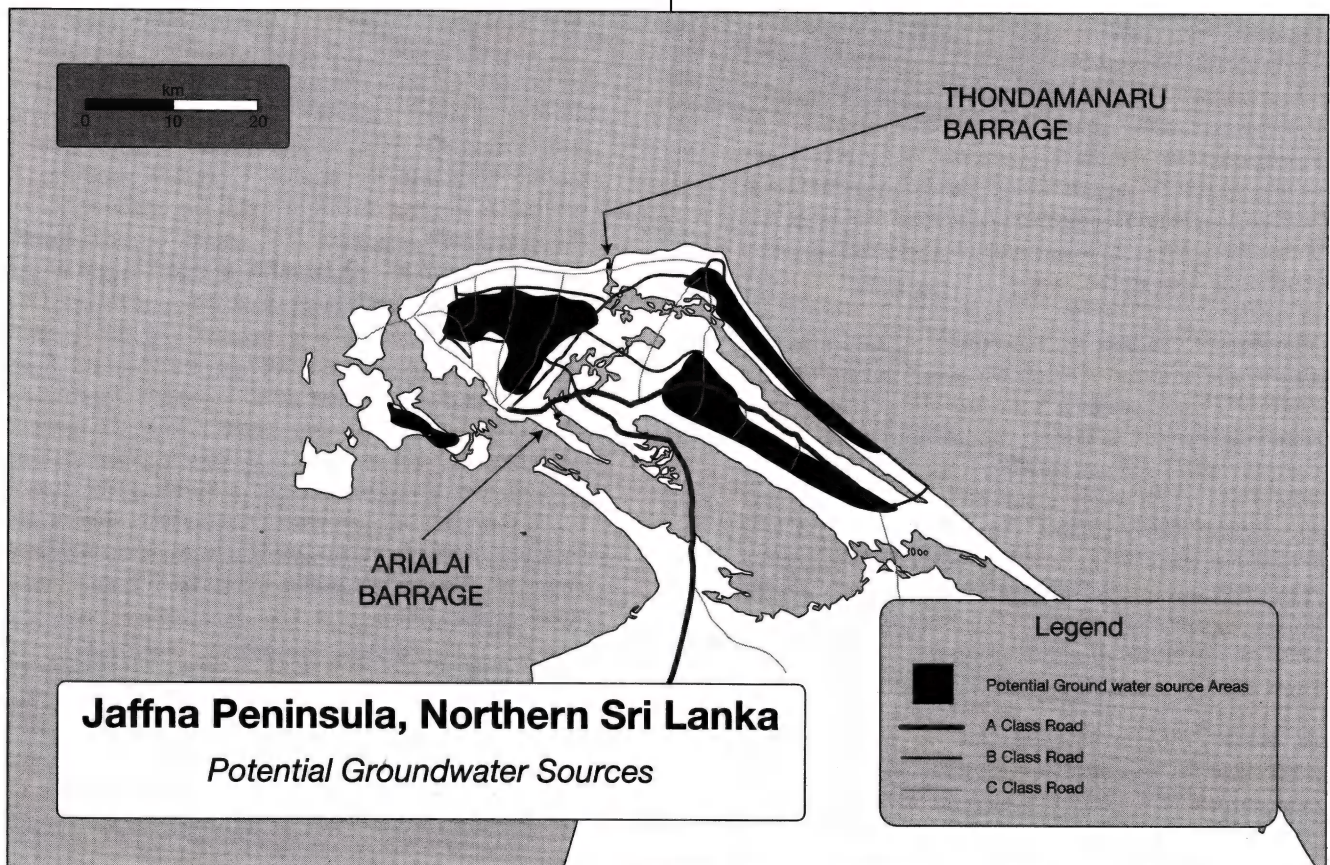 km
0 10 20
THONDAMANARU
BARRAGE
ARIALAI
BARRAGE
Jaffna Peninsula, Northern Sri Lanka
Potential Groundwater Sources
Legend
Potential Ground water source Areas
A Class Road
B Class Road
C Class Road